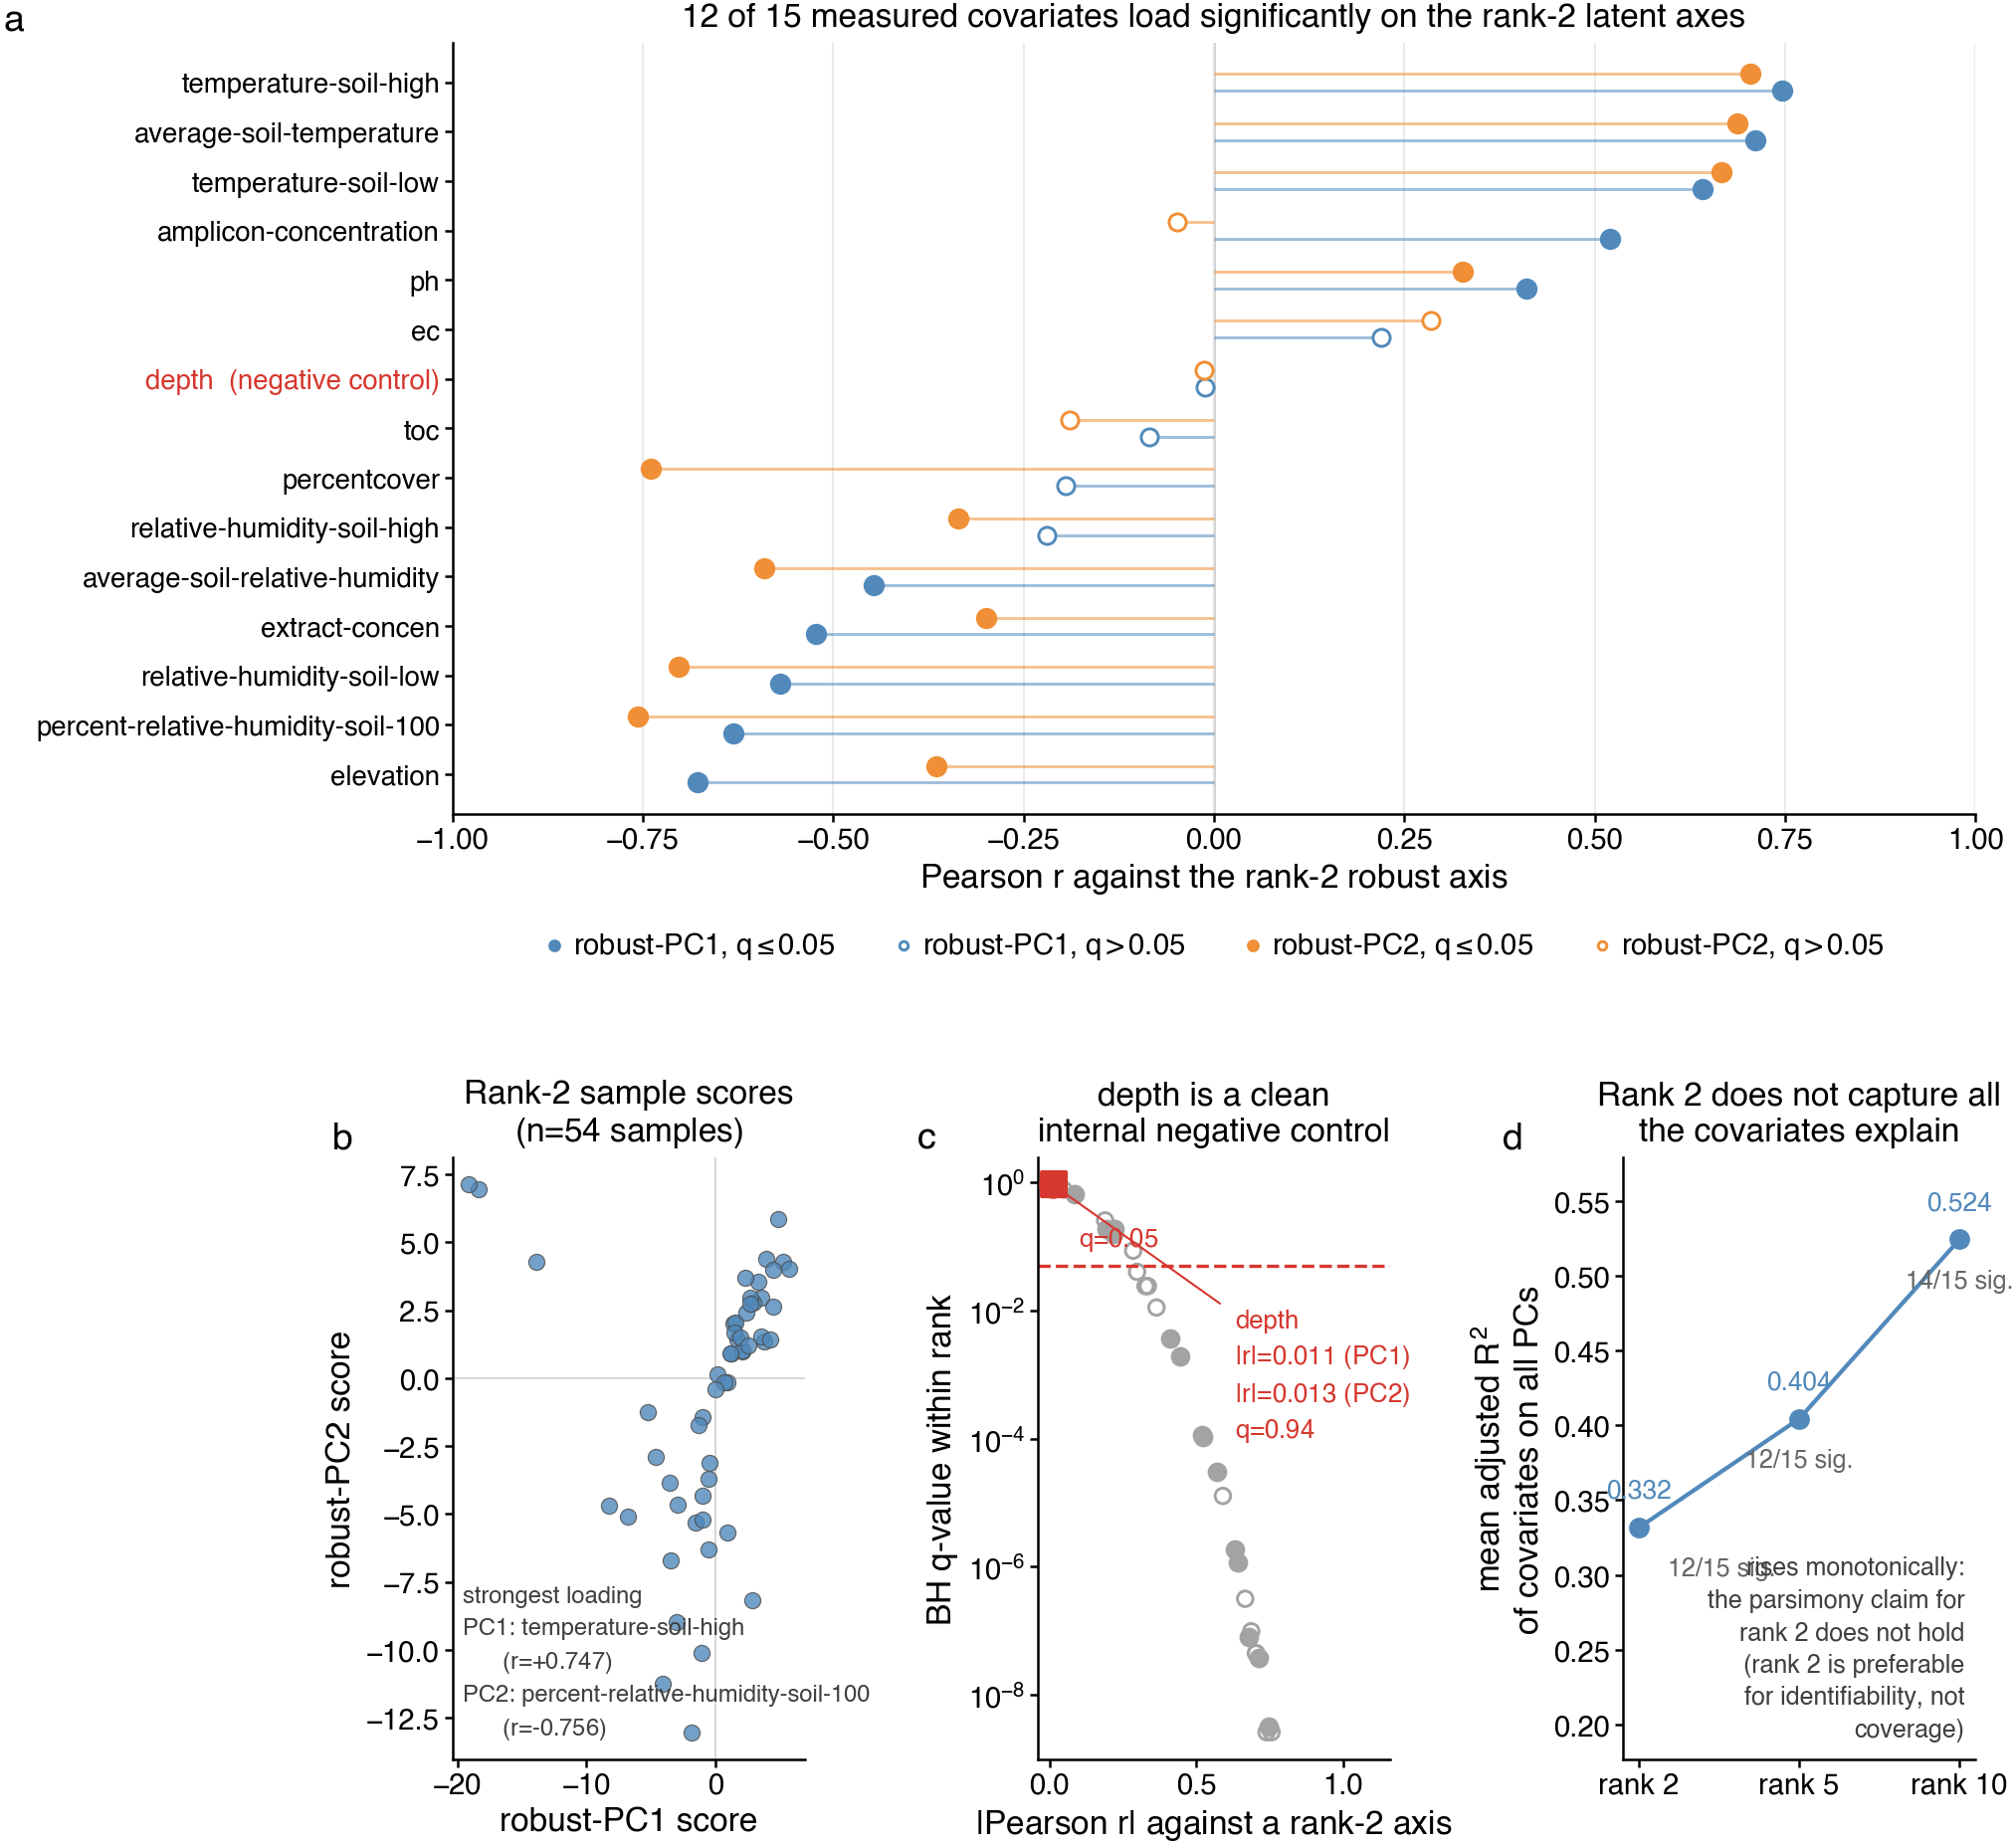 a
12 of 15 measured covariates load significantly on the rank-2 latent axes
temperature-soil-high
average-soil-temperature
temperature-soil-low
amplicon-concentration
ph
ec
depth (negative control)
toc
percentcover
relative-humidity-soil-high
average-soil-relative-humidity
extract-concen
relative-humidity-soil-low
percent-relative-humidity-soil-100
elevation
−1.00 −0.75 −0.50 −0.25 0.00 0.25 0.50 0.75 1.00
Pearson r against the rank-2 robust axis
robust-PC1, q ≤ 0.05 robust-PC1, q > 0.05 robust-PC2, q ≤ 0.05 robust-PC2, q > 0.05
b
Rank-2 sample scores
(n=54 samples)
robust-PC2 score
7.5
5.0
2.5
0.0
−2.5
−5.0
−7.5
−10.0
−12.5
strongest loading
PC1: temperature-soil-high
(r=+0.747)
PC2: percent-relative-humidity-soil-100
(r=-0.756)
−20 −10 0
robust-PC1 score
c
depth is a clean
internal negative control
BH q-value within rank
10⁰
10⁻²
10⁻⁴
10⁻⁶
10⁻⁸
q=0.05
depth
|r|=0.011 (PC1)
|r|=0.013 (PC2)
q=0.94
0.0 0.5 1.0
|Pearson r| against a rank-2 axis
d
Rank 2 does not capture all
the covariates explain
mean adjusted R²
of covariates on all PCs
0.55
0.50
0.45
0.40
0.35
0.30
0.25
0.20
0.524
14/15 sig.
0.404
12/15 sig.
0.332
12/15 sig.
rises monotonically:
the parsimony claim for
rank 2 does not hold
(rank 2 is preferable
for identifiability, not
coverage)
rank 2 rank 5 rank 10